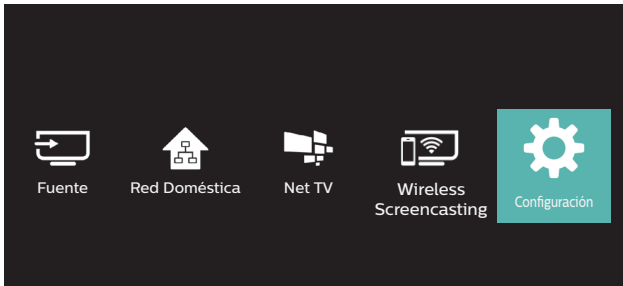 Fuente
Red Doméstica
Net TV
Wireless
Screencasting
Configuración